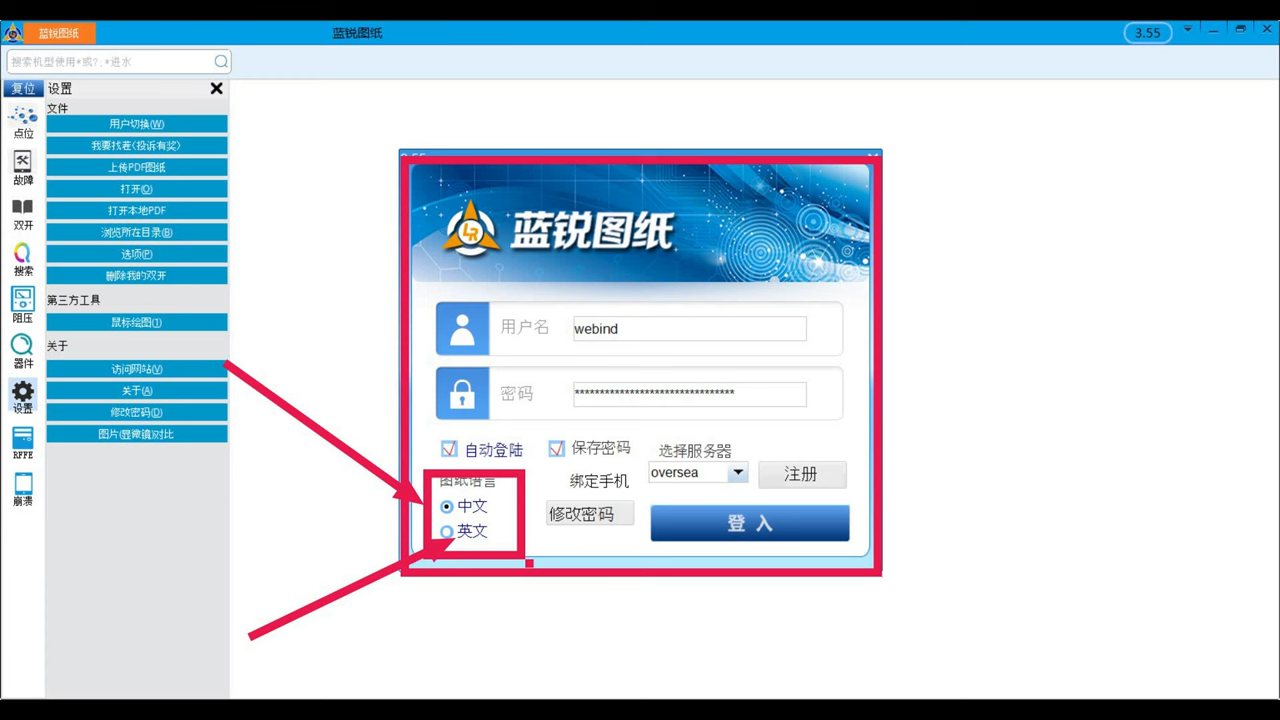 蓝锐图纸
蓝锐图纸
3.55
搜索机型使用*或?;*进水
复位
设置
文件
用户切换(W)
我要找茬(投诉有奖)
上传PDF图纸
打开(O)
打开本地PDF
浏览所在目录(B)
选项(P)
删除我的双开
第三方工具
鼠标绘图(1)
关于
访问网站(V)
关于(A)
修改密码(D)
图片(显微镜)对比
点位
故障
双开
搜索
阻压
器件
设置
RFFE
崩溃
LR
蓝锐图纸
用户名
webind
密码
********************************
自动登陆
保存密码
选择服务器
图纸语言
绑定手机
oversea
注册
中文
英文
修改密码
登 入